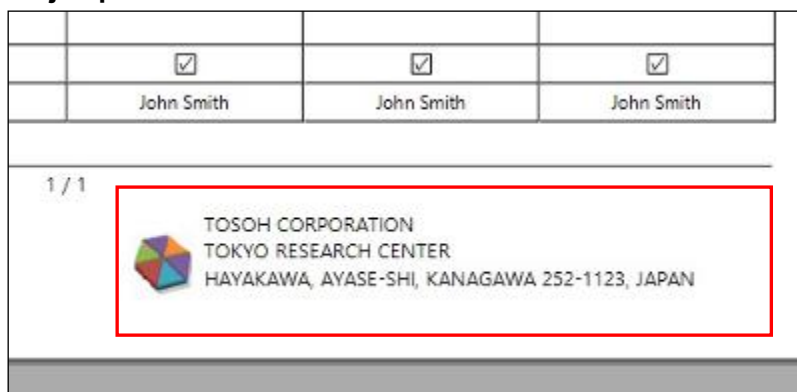 ☑ ☑ ☑
John Smith John Smith John Smith
1 / 1
TOSOH CORPORATION
TOKYO RESEARCH CENTER
HAYAKAWA, AYASE-SHI, KANAGAWA 252-1123, JAPAN